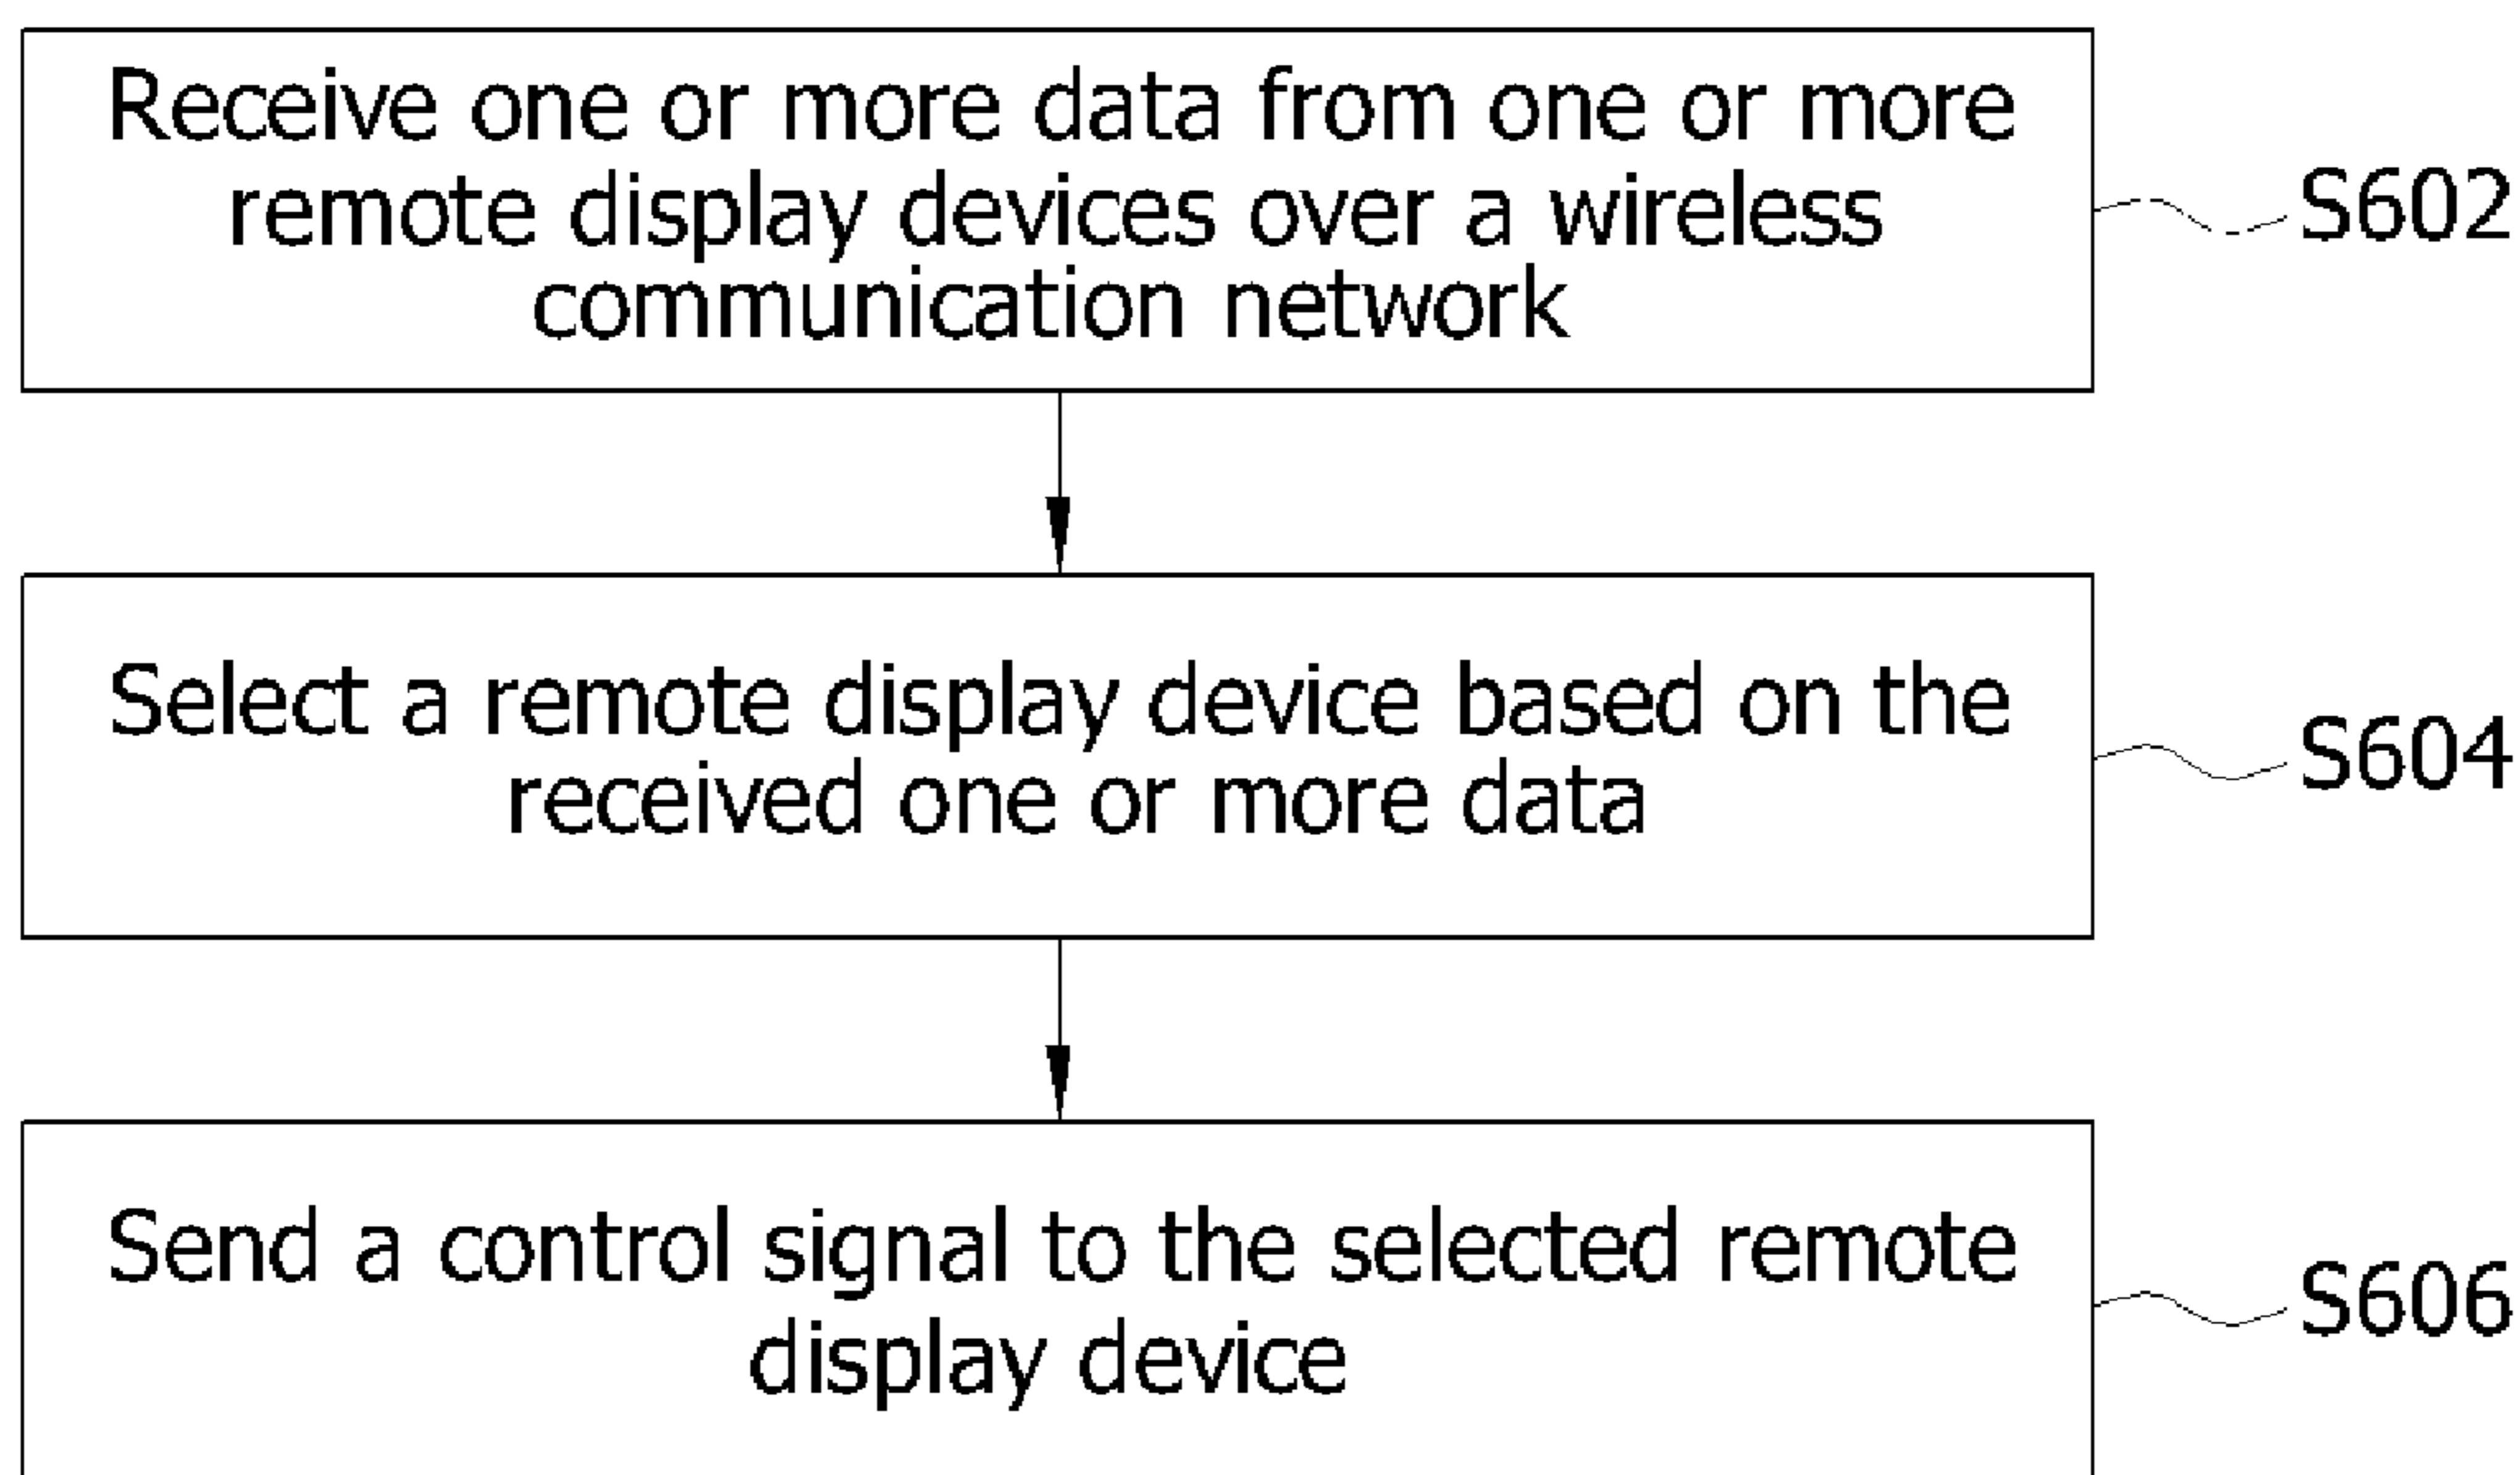 Receive one or more data from one or more
remote display devices over a wireless
communication network
S602
Select a remote display device based on the
received one or more data
S604
Send a control signal to the selected remote
display device
S606